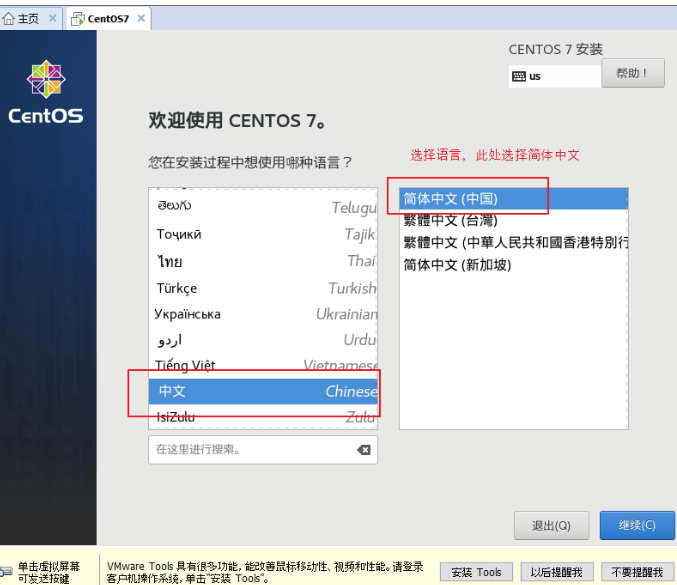 主页 × CentOS7 ×
CENTOS 7 安装
us 帮助！
CentOS
欢迎使用 CENTOS 7。
您在安装过程中想使用哪种语言？
选择语言，此处选择简体中文
తెలుగు Telugu
Тоҷикӣ Tajik
ไทย Thai
Türkçe Turkish
Українська Ukrainian
اردو Urdu
Tiếng Việt Vietnamese
中文 Chinese
IsiZulu Zulu
简体中文 (中国)
繁體中文 (台灣)
繁體中文 (中華人民共和國香港特別行
简体中文 (新加坡)
在这里进行搜索。
退出(Q) 继续(C)
单击虚拟屏幕
可发送按键
VMware Tools 具有很多功能，能改善鼠标移动性、视频和性能。请登录
客户机操作系统，单击“安装 Tools”。
安装 Tools 以后提醒我 不要提醒我